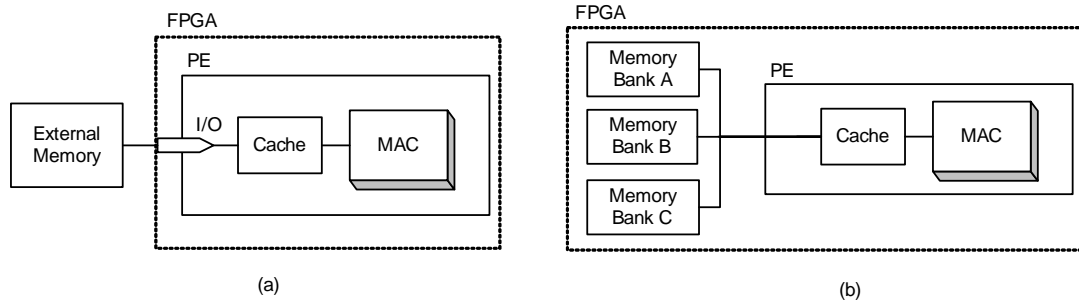 FPGA
PE
External
Memory
I/O
Cache
MAC
(a)
FPGA
Memory
Bank A
Memory
Bank B
Memory
Bank C
PE
Cache
MAC
(b)